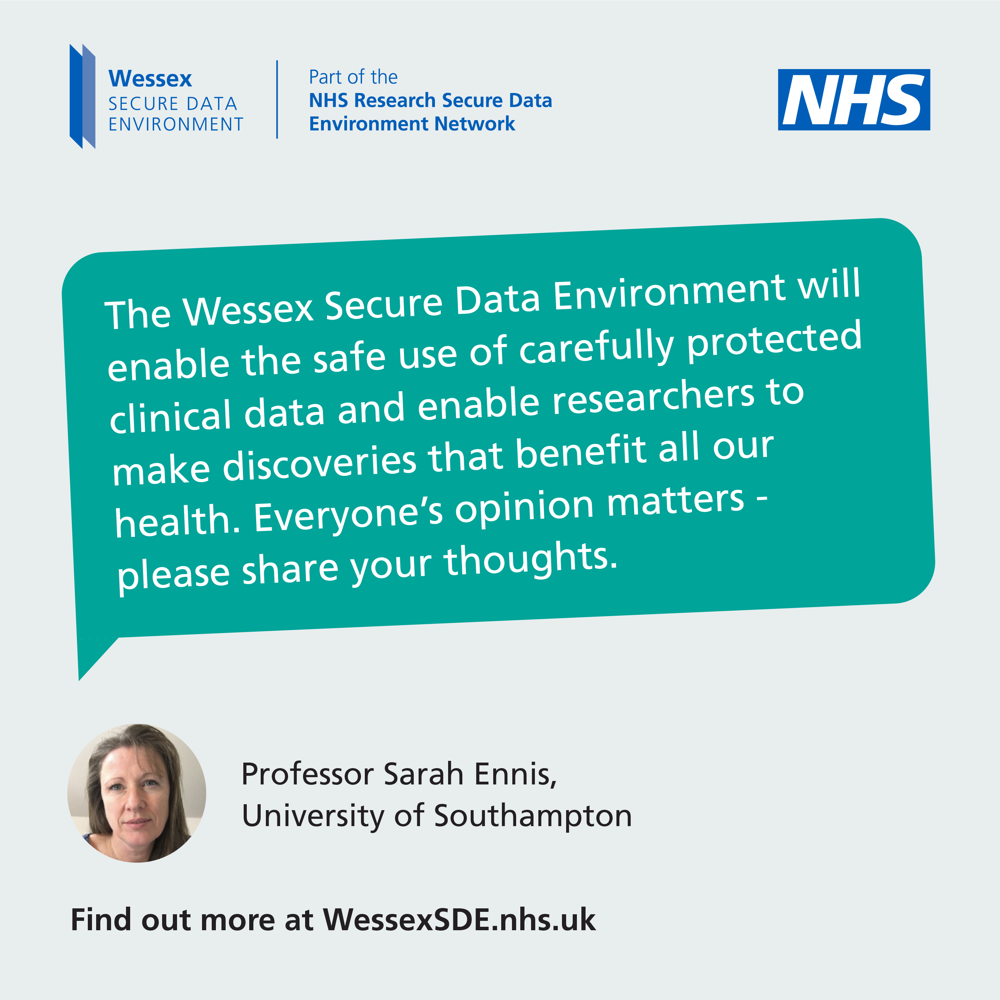 Wessex
SECURE DATA
ENVIRONMENT
Part of the
NHS Research Secure Data
Environment Network
NHS
The Wessex Secure Data Environment will
enable the safe use of carefully protected
clinical data and enable researchers to
make discoveries that benefit all our
health. Everyone’s opinion matters -
please share your thoughts.
Professor Sarah Ennis,
University of Southampton
Find out more at WessexSDE.nhs.uk